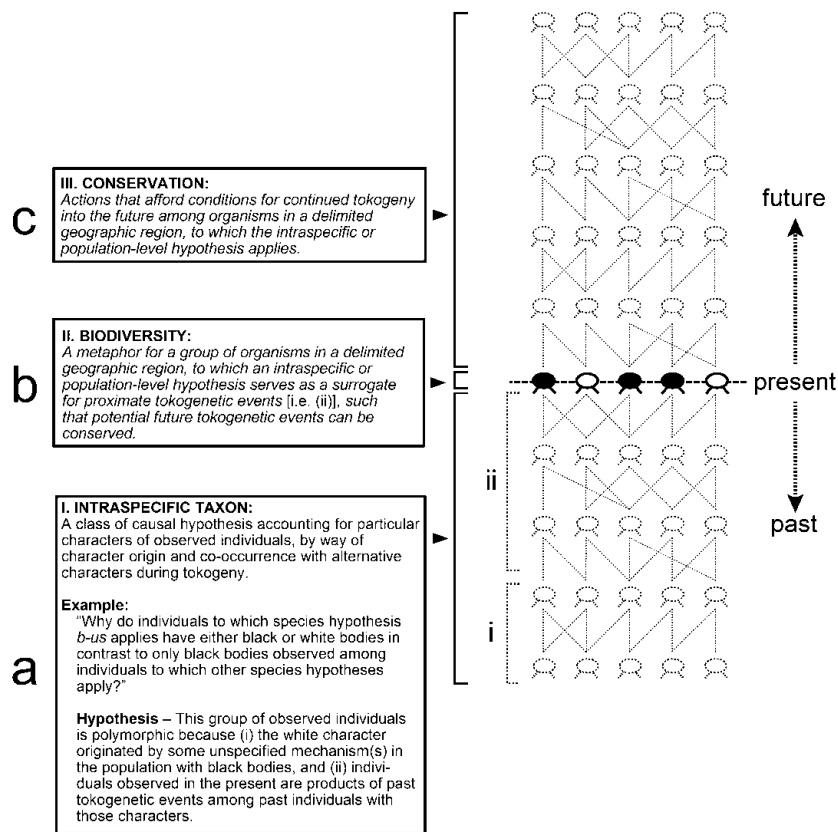 c
III. CONSERVATION:
Actions that afford conditions for continued tokogeny
into the future among organisms in a delimited
geographic region, to which the intraspecific or
population-level hypothesis applies.
future
b
II. BIODIVERSITY:
A metaphor for a group of organisms in a delimited
geographic region, to which an intraspecific or
population-level hypothesis serves as a surrogate
for proximate tokogenetic events [i.e. (ii)], such
that potential future tokogenetic events can be
conserved.
present
ii
past
a
I. INTRASPECIFIC TAXON:
A class of causal hypothesis accounting for particular
characters of observed individuals, by way of
character origin and co-occurrence with alternative
characters during tokogeny.
Example:
“Why do individuals to which species hypothesis
b-us applies have either black or white bodies in
contrast to only black bodies observed among
individuals to which other species hypotheses
apply?”
Hypothesis – This group of observed individuals
is polymorphic because (i) the white character
originated by some unspecified mechanism(s) in
the population with black bodies, and (ii) indivi-
duals observed in the present are products of past
tokogenetic events among past individuals with
those characters.
i